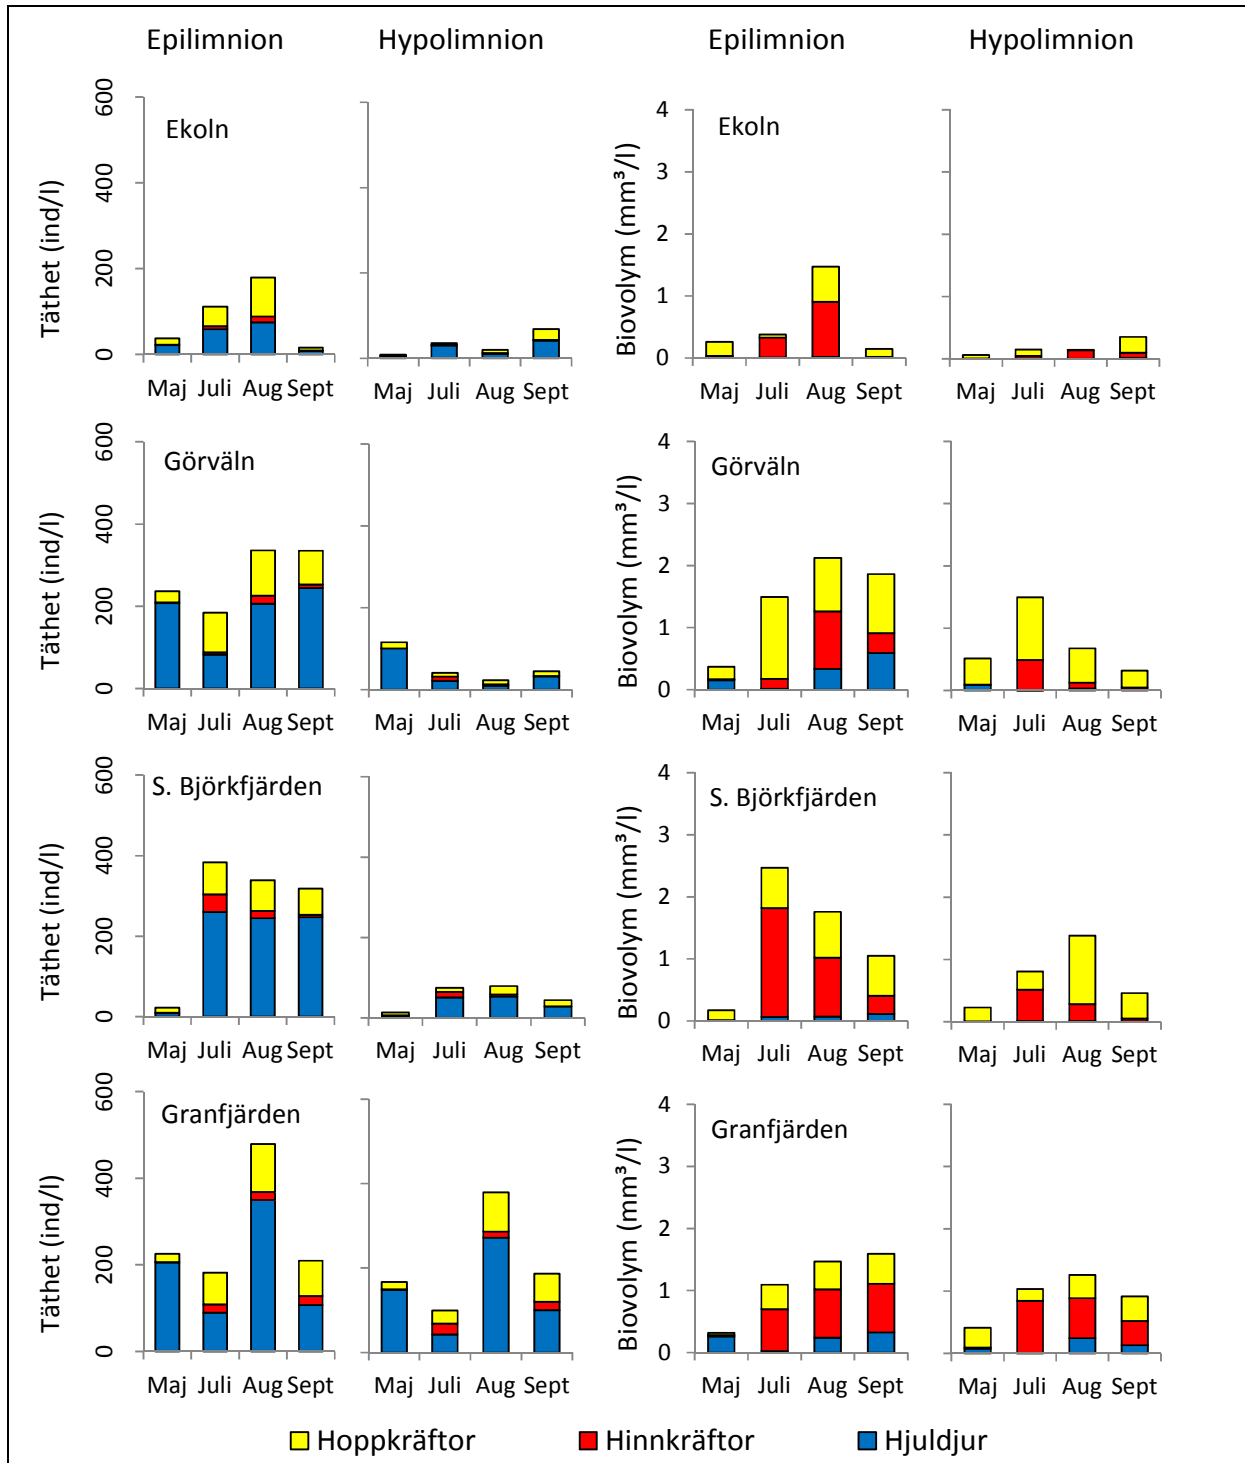 Epilimnion Hypolimnion Epilimnion Hypolimnion
Ekoln
Täthet (ind/l)
600
400
200
0
Maj Juli Aug Sept
Maj Juli Aug Sept
Ekoln
Biovolym (mm³/l)
4
3
2
1
0
Maj Juli Aug Sept
Maj Juli Aug Sept
Görväln
Täthet (ind/l)
600
400
200
0
Maj Juli Aug Sept
Maj Juli Aug Sept
Görväln
Biovolym (mm³/l)
4
3
2
1
0
Maj Juli Aug Sept
Maj Juli Aug Sept
S. Björkfjärden
Täthet (ind/l)
600
400
200
0
Maj Juli Aug Sept
Maj Juli Aug Sept
S. Björkfjärden
Biovolym (mm³/l)
4
3
2
1
0
Maj Juli Aug Sept
Maj Juli Aug Sept
Granfjärden
Täthet (ind/l)
600
400
200
0
Maj Juli Aug Sept
Maj Juli Aug Sept
Granfjärden
Biovolym (mm³/l)
4
3
2
1
0
Maj Juli Aug Sept
Maj Juli Aug Sept
Hoppkräftor Hinnkräftor Hjuldjur